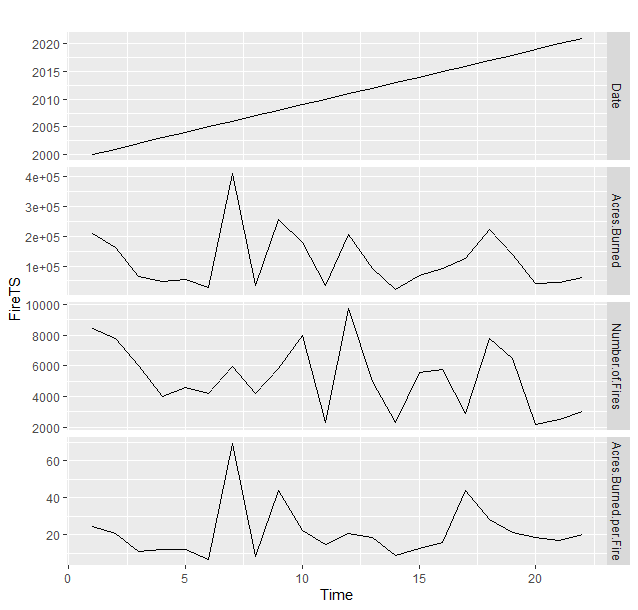 2020
2015
2010
2005
2000
Date
4e+05
3e+05
2e+05
1e+05
Acres.Burned
FireTS
10000
8000
6000
4000
2000
Number.of.Fires
60
40
20
Acres.Burned.per.Fire
0 5 10 15 20
Time